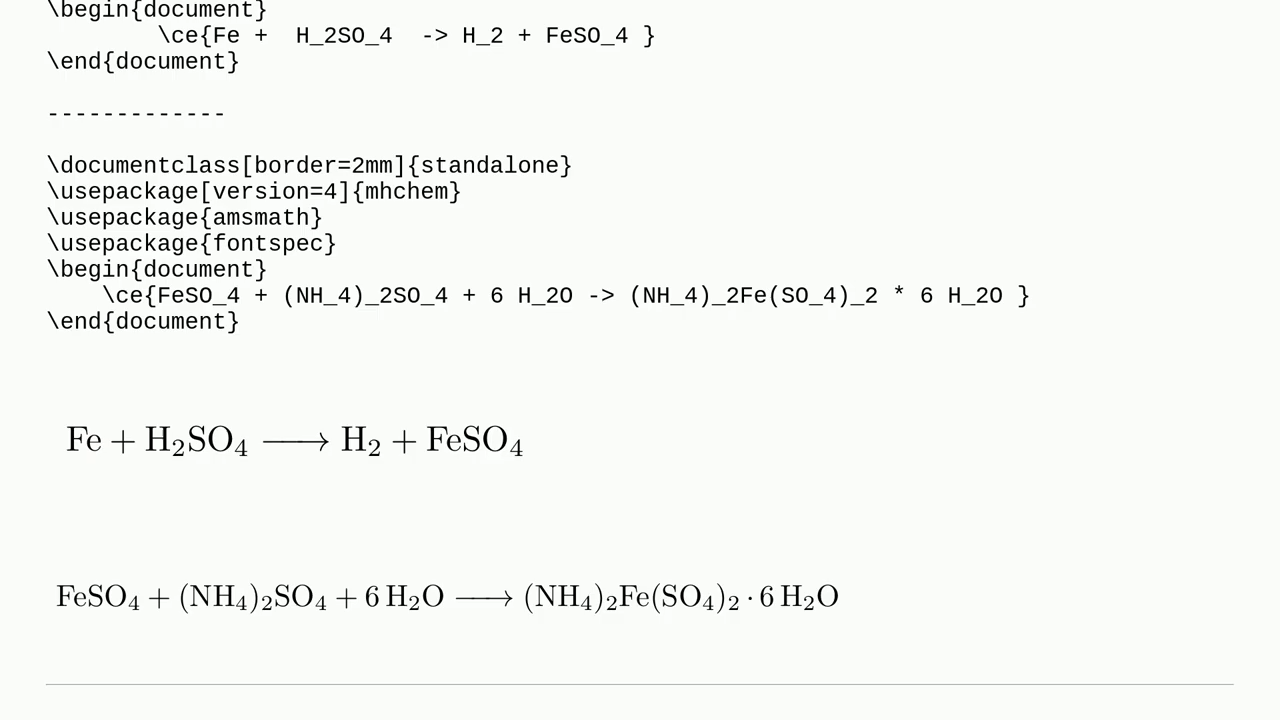 \begin{document}
        \ce{Fe +  H_2SO_4  -> H_2 + FeSO_4 }
\end{document}
-------------
\documentclass[border=2mm]{standalone}
\usepackage[version=4]{mhchem}
\usepackage{amsmath}
\usepackage{fontspec}
\begin{document}
    \ce{FeSO_4 + (NH_4)_2SO_4 + 6 H_2O -> (NH_4)_2Fe(SO_4)_2 * 6 H_2O }
\end{document}
Fe + H₂SO₄ ⟶ H₂ + FeSO₄
FeSO₄ + (NH₄)₂SO₄ + 6 H₂O ⟶ (NH₄)₂Fe(SO₄)₂ · 6 H₂O